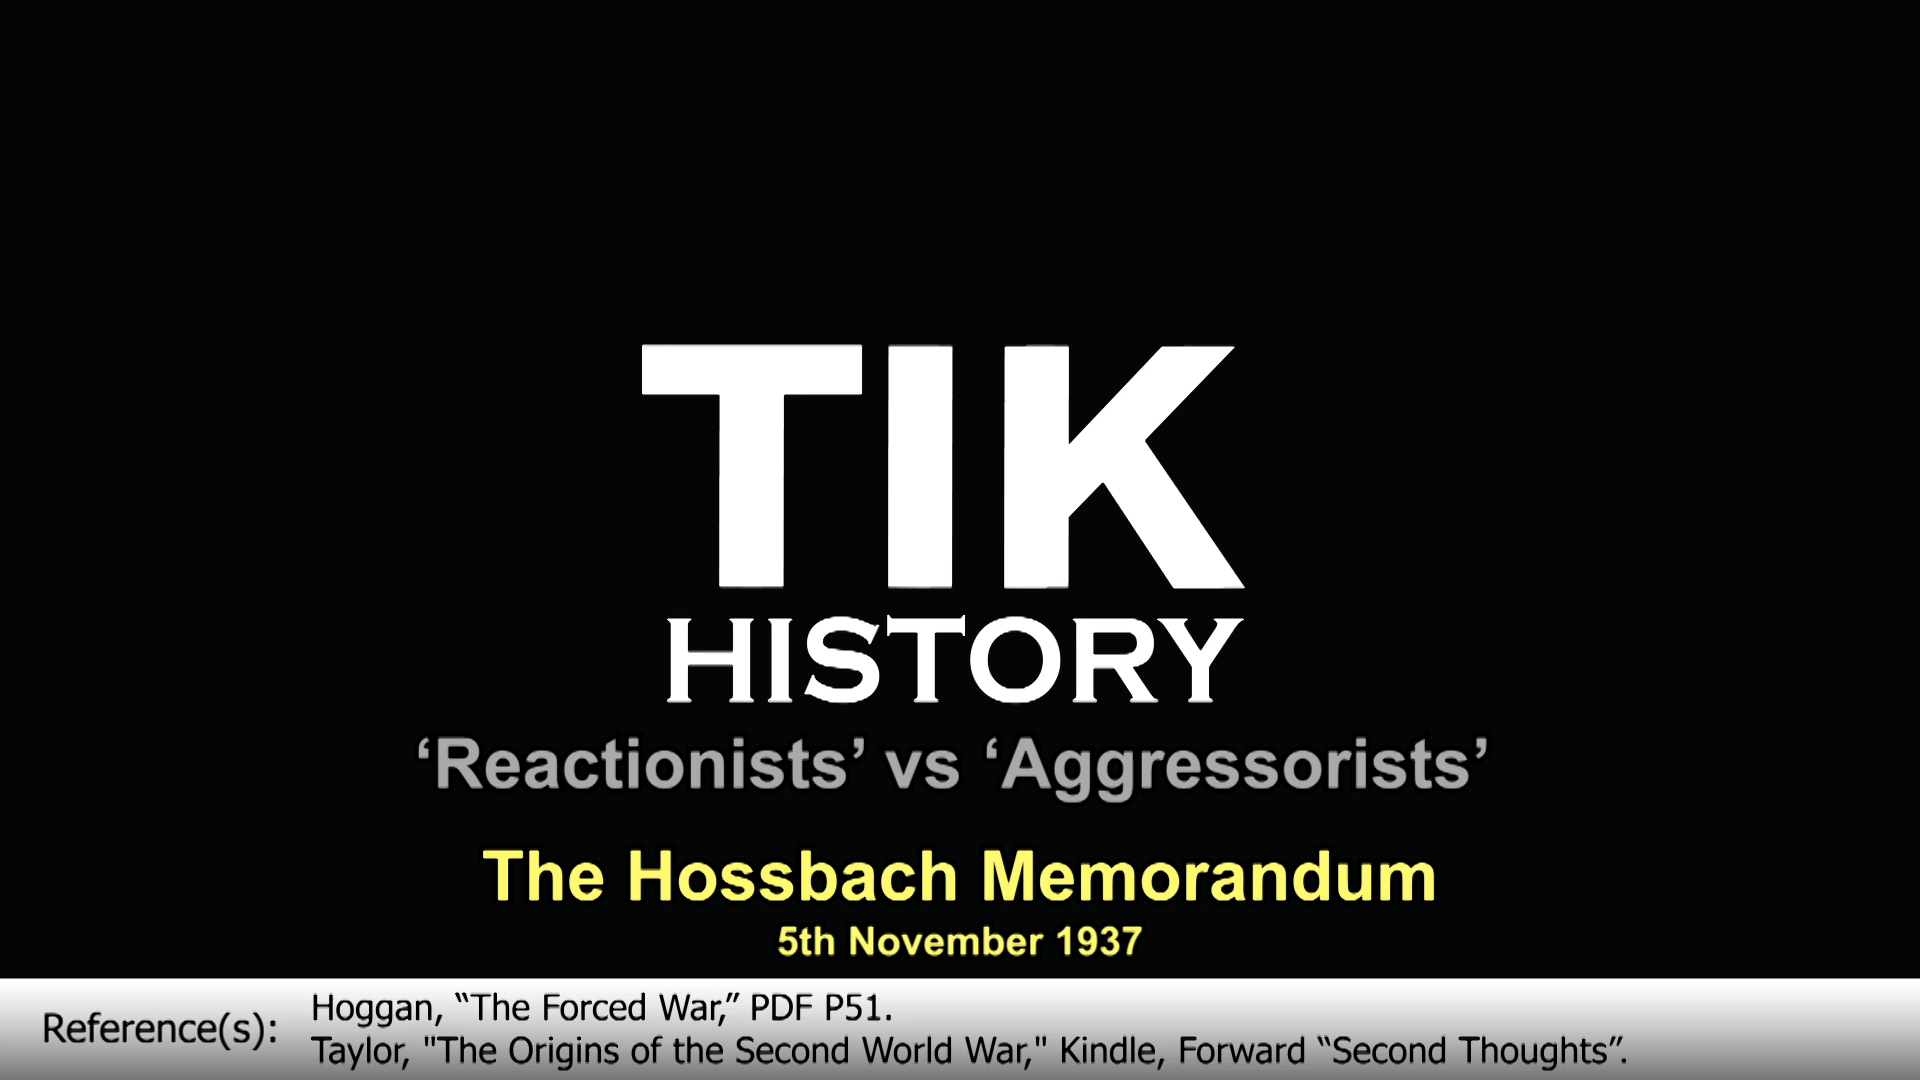 TIK
HISTORY
‘Reactionists’ vs ‘Aggressorists’
The Hossbach Memorandum
5th November 1937
Reference(s):
Hoggan, “The Forced War,” PDF P51.
Taylor, "The Origins of the Second World War," Kindle, Forward “Second Thoughts”.